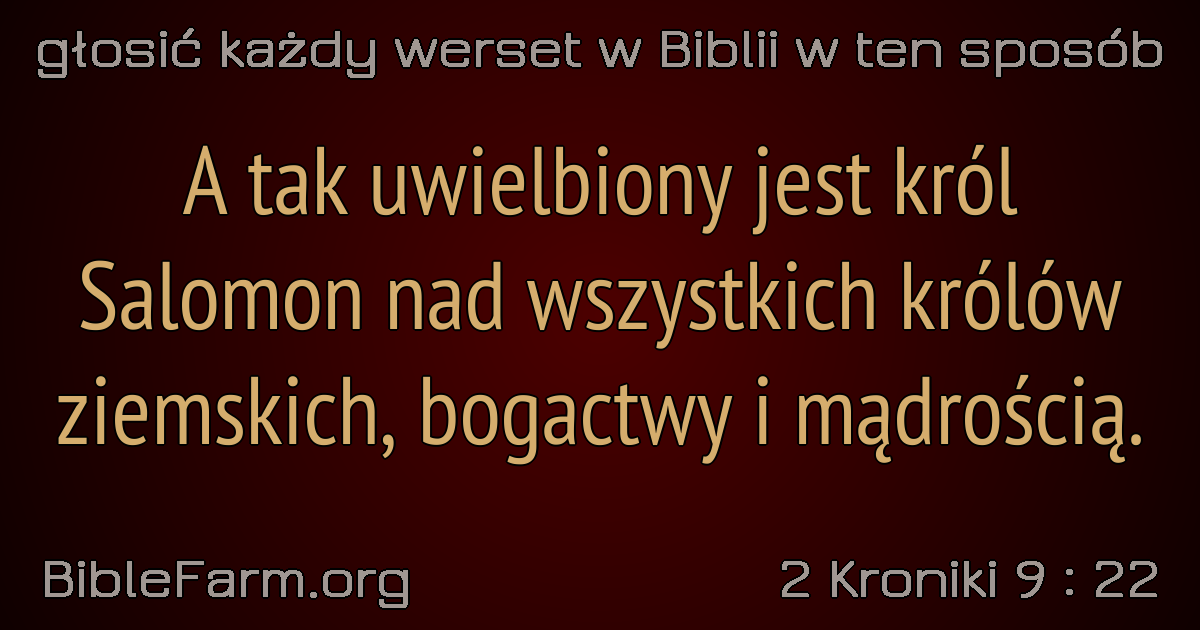 głosić każdy werset w Biblii w ten sposób
A tak uwielbiony jest król
Salomon nad wszystkich królów
ziemskich, bogactwy i mądrością.
BibleFarm.org
2 Kroniki 9 : 22